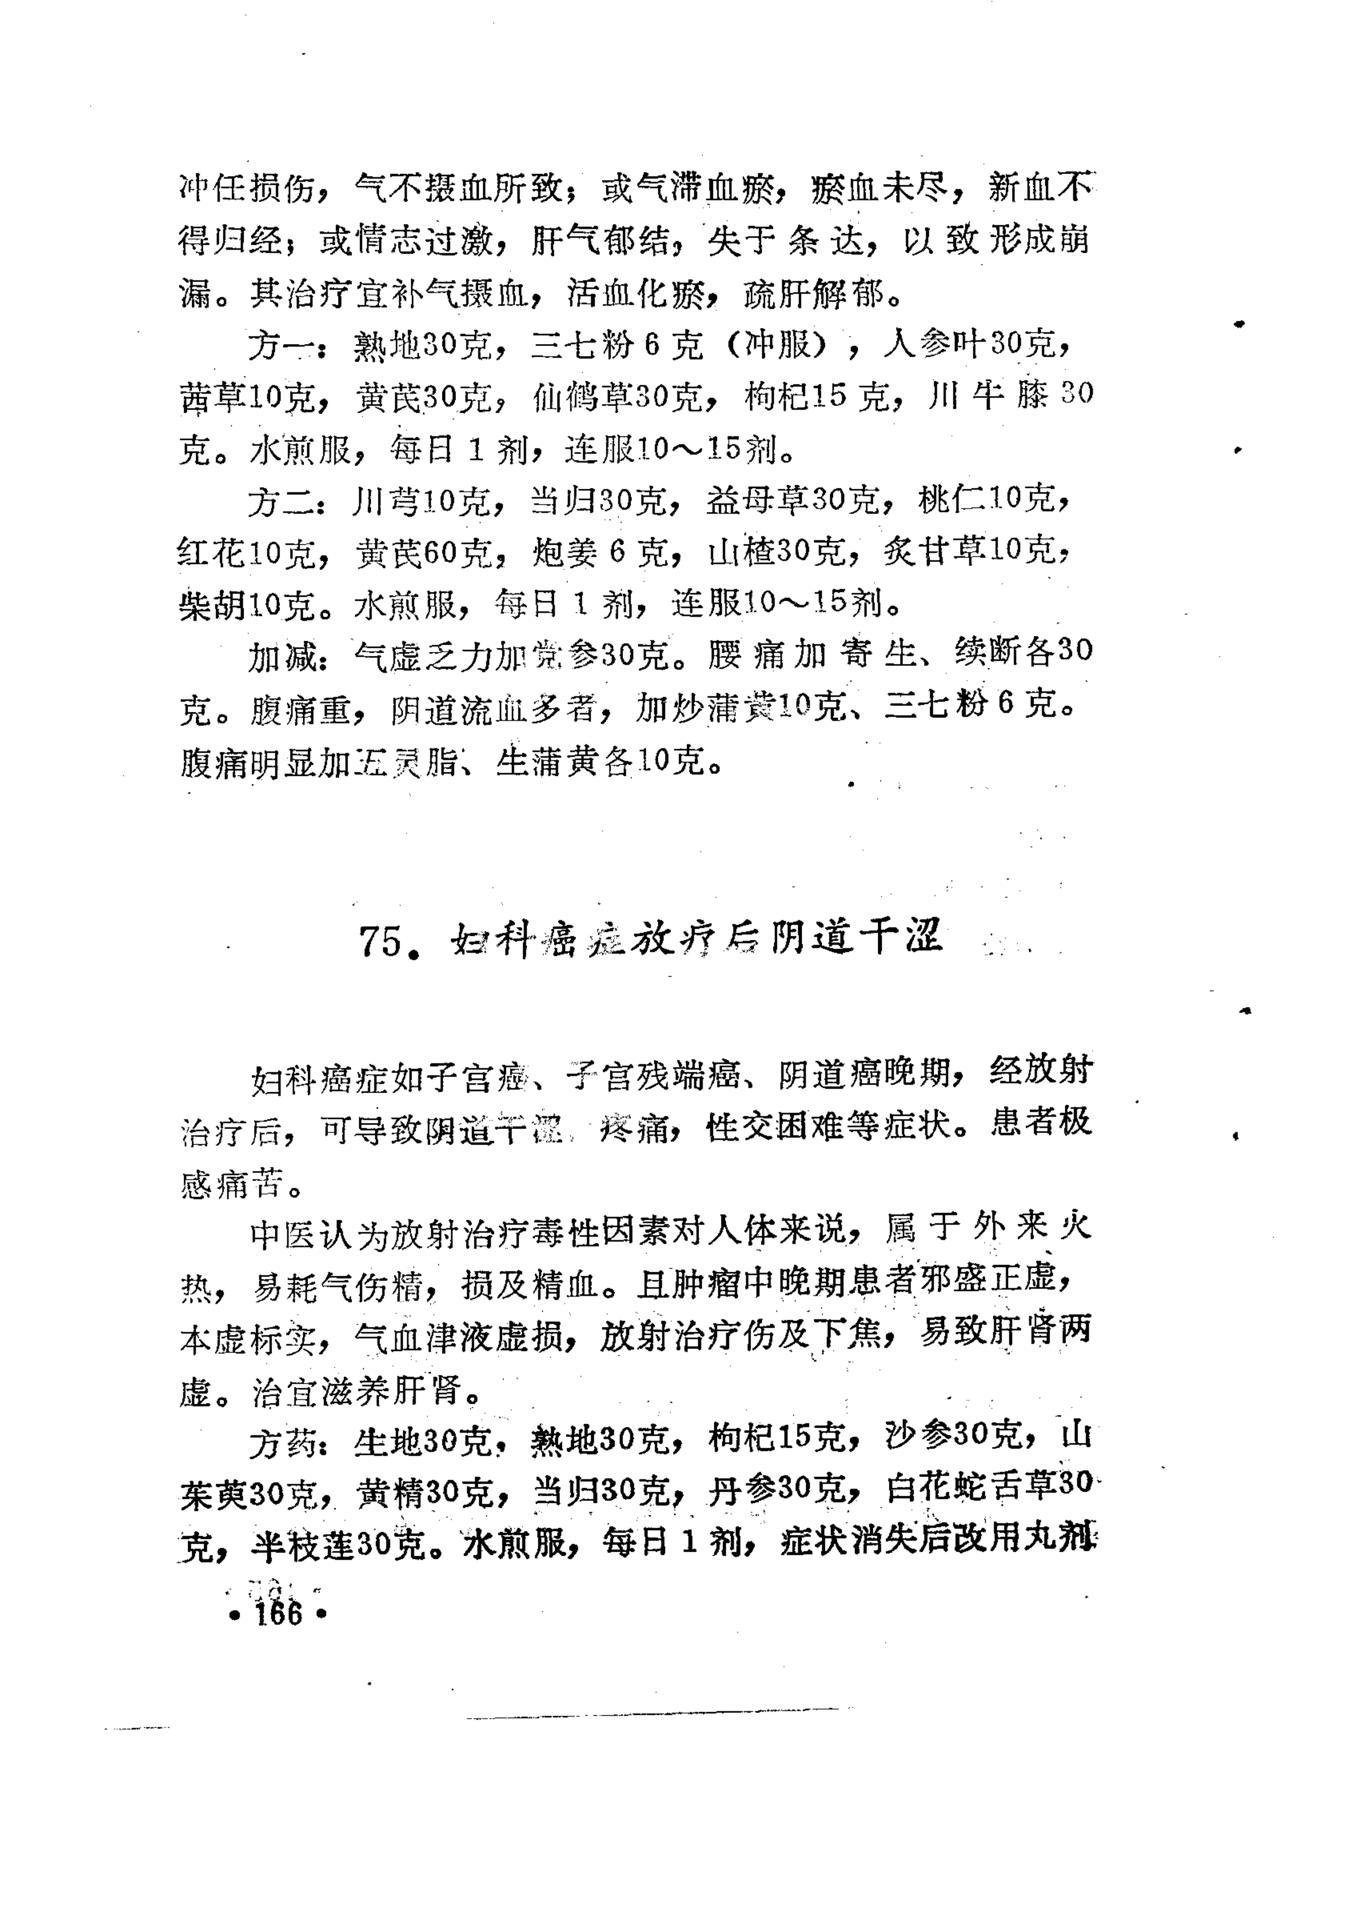 冲任损伤，气不摄血所致；或气滞血瘀，瘀血未尽，新血不
得归经；或情志过激，肝气郁结，失于条达，以致形成崩
漏。其治疗宜补气摄血，活血化瘀，疏肝解郁。
方一：熟地30克，三七粉6克（冲服），人参叶30克，
茜草10克，黄芪30克，仙鹤草30克，枸杞15克，川牛膝30
克。水煎服，每日1剂，连服10～15剂。
方二：川芎10克，当归30克，益母草30克，桃仁10克，
红花10克，黄芪60克，炮姜6克，山楂30克，炙甘草10克，
柴胡10克。水煎服，每日1剂，连服10～15剂。
加减：气虚乏力加党参30克。腰痛加寄生、续断各30
克。腹痛重，阴道流血多者，加炒蒲黄10克、三七粉6克。
腹痛明显加五灵脂、生蒲黄各10克。
75．妇科癌症放疗后阴道干涩
妇科癌症如子宫癌、子宫残端癌、阴道癌晚期，经放射
治疗后，可导致阴道干涩、疼痛，性交困难等症状。患者极
感痛苦。
中医认为放射治疗毒性因素对人体来说，属于外来火
热，易耗气伤精，损及精血。且肿瘤中晚期患者邪盛正虚，
本虚标实，气血津液虚损，放射治疗伤及下焦，易致肝肾两
虚。治宜滋养肝肾。
方药：生地30克，熟地30克，枸杞15克，沙参30克，山
茱萸30克，黄精30克，当归30克，丹参30克，白花蛇舌草30
克，半枝莲30克。水煎服，每日1剂，症状消失后改用丸剂
•166•